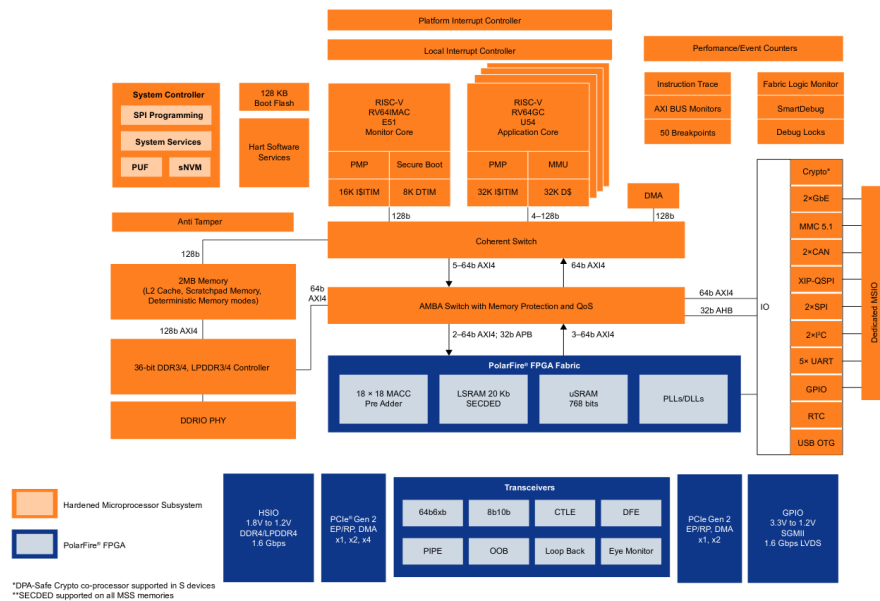 Platform Interrupt Controller
Local Interrupt Controller
Perfomance/Event Counters
System Controller
SPI Programming
System Services
PUF
sNVM
128 KB
Boot Flash
Hart Software
Services
RISC-V
RV64IMAC
E51
Monitor Core
PMP
Secure Boot
16K I$ITIM
8K DTIM
RISC-V
RV64GC
U54
Application Core
PMP
MMU
32K I$ITIM
32K D$
Instruction Trace
AXI BUS Monitors
50 Breakpoints
Fabric Logic Monitor
SmartDebug
Debug Locks
DMA
128b
4–128b
128b
Anti Tamper
Coherent Switch
128b
5–64b AXI4
64b AXI4
2MB Memory
(L2 Cache, Scratchpad Memory,
Deterministic Memory modes)
64b
AXI4
AMBA Switch with Memory Protection and QoS
64b AXI4
32b AHB
IO
128b AXI4
2–64b AXI4; 32b APB
3–64b AXI4
36-bit DDR3/4, LPDDR3/4 Controller
DDRIO PHY
PolarFire® FPGA Fabric
18 × 18 MACC
Pre Adder
LSRAM 20 Kb
SECDED
uSRAM
768 bits
PLLs/DLLs
Crypto*
2×GbE
MMC 5.1
2×CAN
XIP-QSPI
2×SPI
2×I²C
5× UART
GPIO
RTC
USB OTG
Dedicated MSIO
Hardened Microprocessor Subsystem
PolarFire® FPGA
HSIO
1.8V to 1.2V
DDR4/LPDDR4
1.6 Gbps
PCIe® Gen 2
EP/RP, DMA
x1, x2, x4
Transceivers
64b6xb
8b10b
CTLE
DFE
PIPE
OOB
Loop Back
Eye Monitor
PCIe Gen 2
EP/RP, DMA
x1, x2
GPIO
3.3V to 1.2V
SGMII
1.6 Gbps LVDS
*DPA-Safe Crypto co-processor supported in S devices
**SECDED supported on all MSS memories